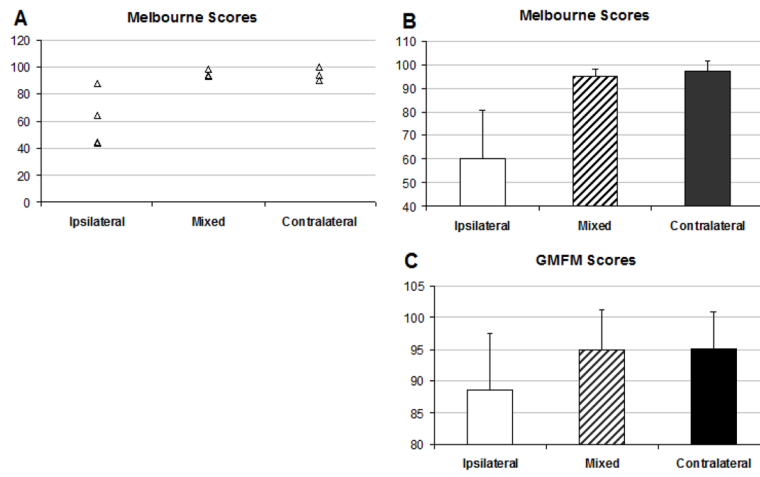 A
Melbourne Scores
120
100
80
60
40
20
0
Ipsilateral Mixed Contralateral
B
Melbourne Scores
110
100
90
80
70
60
50
40
Ipsilateral Mixed Contralateral
C
GMFM Scores
105
100
95
90
85
80
Ipsilateral Mixed Contralateral